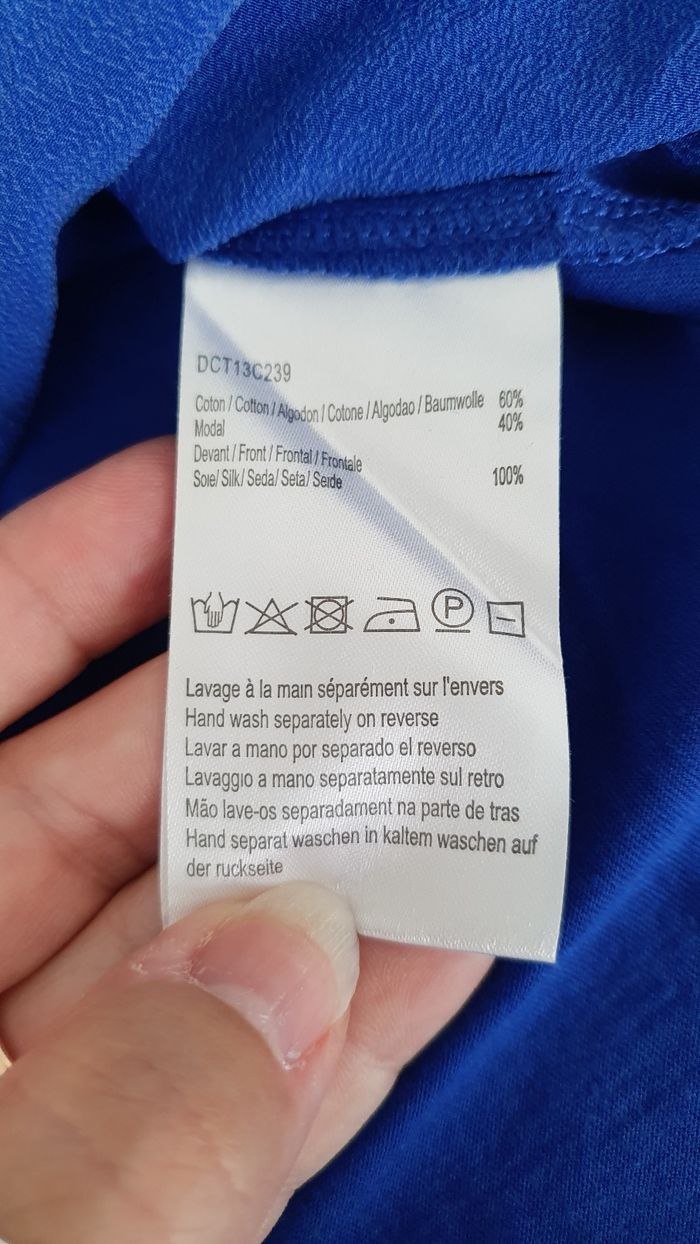 DCT13C239
Coton / Cotton / Algodon / Cotone / Algodao / Baumwolle 60%
Modal 40%
Devant / Front / Frontal / Frontale
Soie/ Silk/ Seda/ Seta/ Seide 100%
P
Lavage à la main séparément sur l'envers
Hand wash separately on reverse
Lavar a mano por separado el reverso
Lavaggio a mano separatamente sul retro
Mão lave-os separadament na parte de tras
Hand separat waschen in kaltem waschen auf
der ruckseite